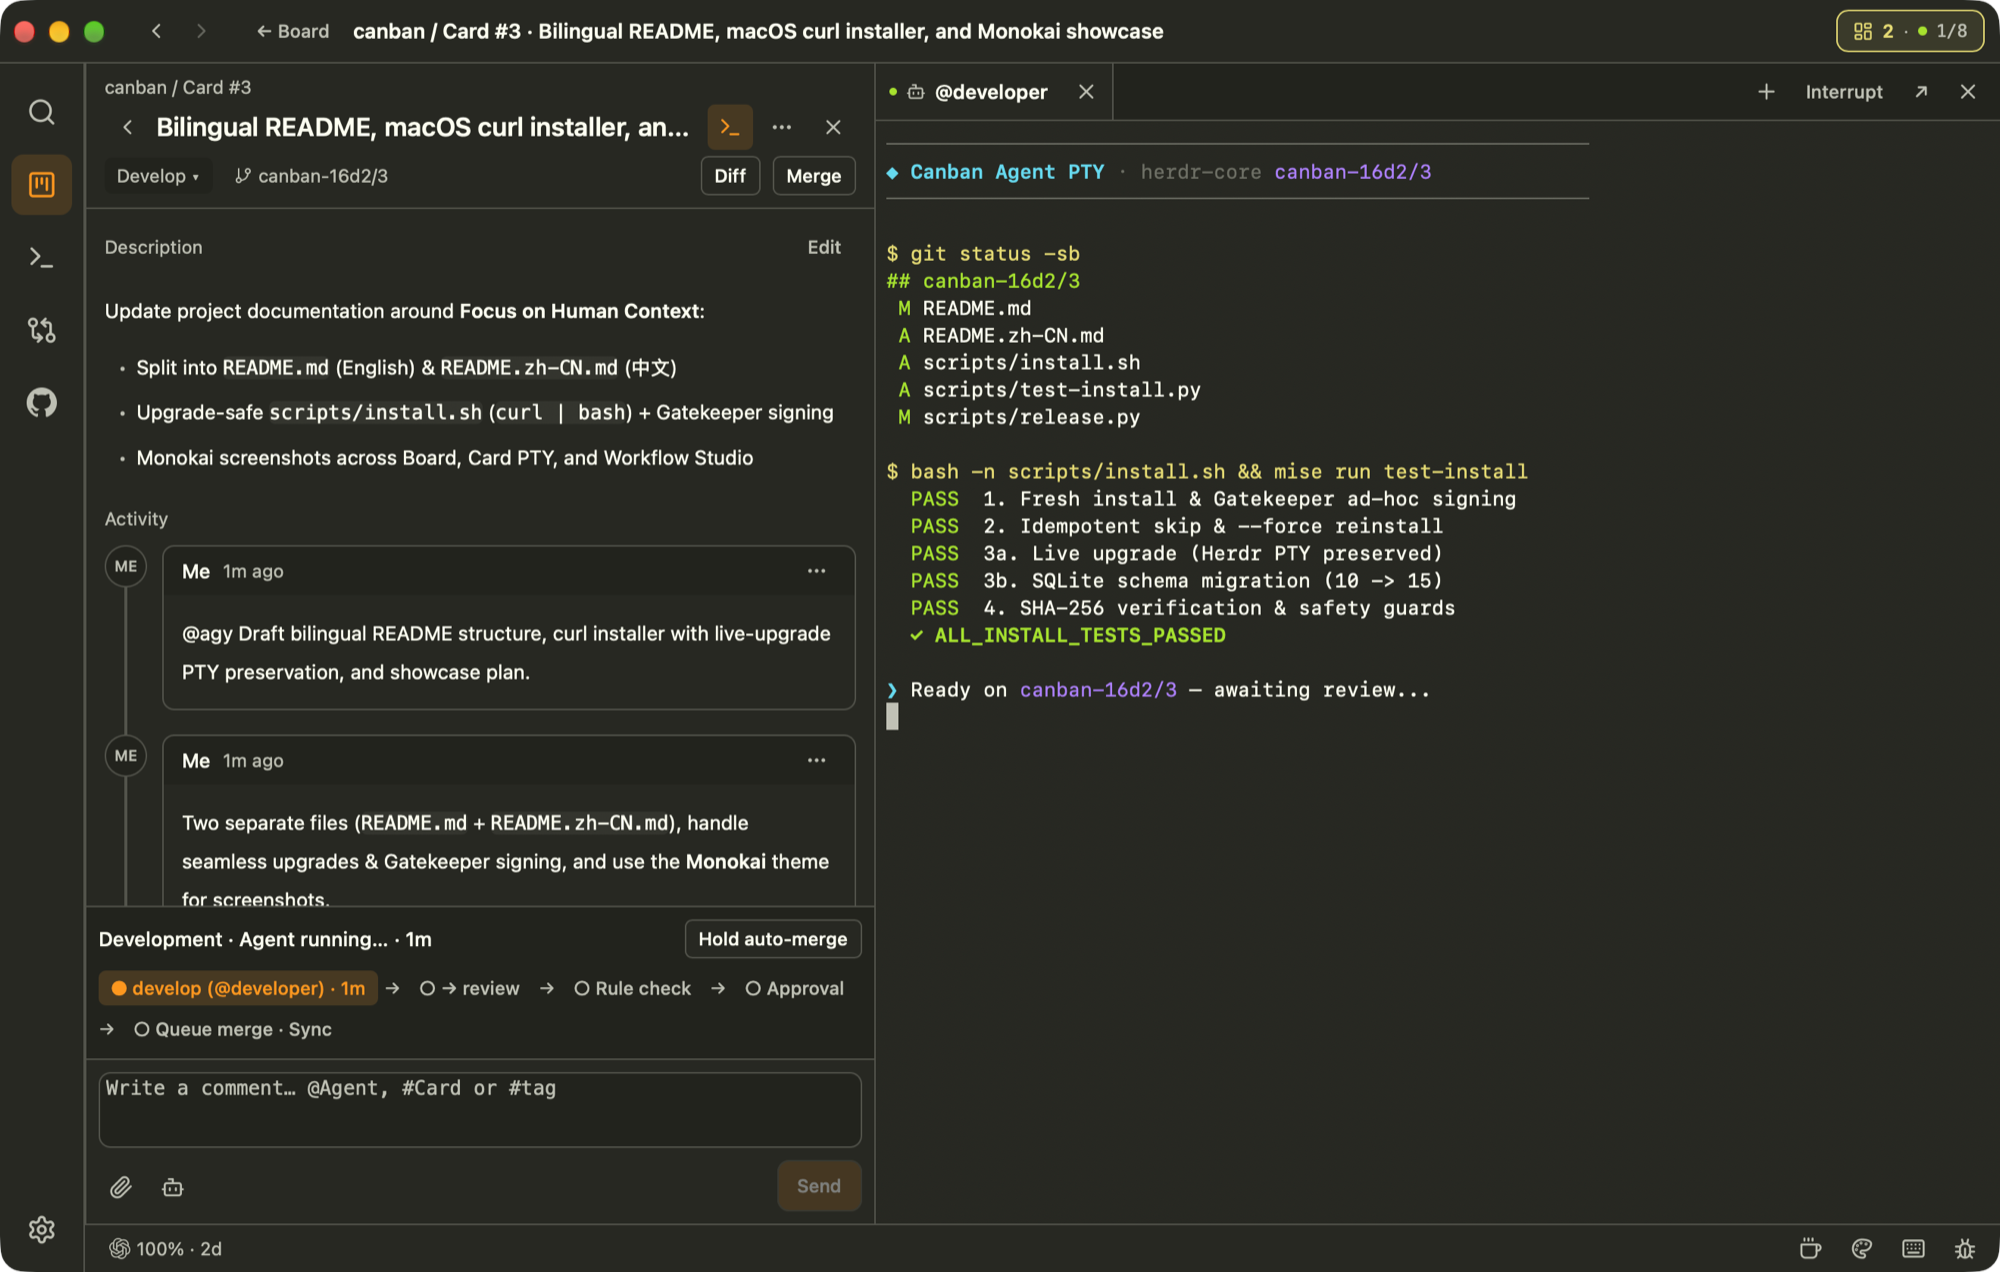 ← Board
canban / Card #3 · Bilingual README, macOS curl installer, and Monokai showcase
2 · ● 1/8
canban / Card #3
Bilingual README, macOS curl installer, an...
Develop ▾
canban-16d2/3
Diff
Merge
Description
Edit
Update project documentation around Focus on Human Context:
• Split into README.md (English) & README.zh-CN.md (中文)
• Upgrade-safe scripts/install.sh (curl | bash) + Gatekeeper signing
• Monokai screenshots across Board, Card PTY, and Workflow Studio
Activity
ME
Me 1m ago
@agy Draft bilingual README structure, curl installer with live-upgrade
PTY preservation, and showcase plan.
ME
Me 1m ago
Two separate files (README.md + README.zh-CN.md), handle
seamless upgrades & Gatekeeper signing, and use the Monokai theme
for screenshots.
Development · Agent running... · 1m
Hold auto-merge
develop (@developer) · 1m → ○ → review → ○ Rule check → ○ Approval
→ ○ Queue merge · Sync
Write a comment… @Agent, #Card or #tag
Send
100% · 2d
@developer
Interrupt
◆ Canban Agent PTY · herdr-core canban-16d2/3
$ git status -sb
## canban-16d2/3
M README.md
A README.zh-CN.md
A scripts/install.sh
A scripts/test-install.py
M scripts/release.py
$ bash -n scripts/install.sh && mise run test-install
PASS 1. Fresh install & Gatekeeper ad-hoc signing
PASS 2. Idempotent skip & --force reinstall
PASS 3a. Live upgrade (Herdr PTY preserved)
PASS 3b. SQLite schema migration (10 -> 15)
PASS 4. SHA-256 verification & safety guards
✓ ALL_INSTALL_TESTS_PASSED
❯ Ready on canban-16d2/3 — awaiting review...